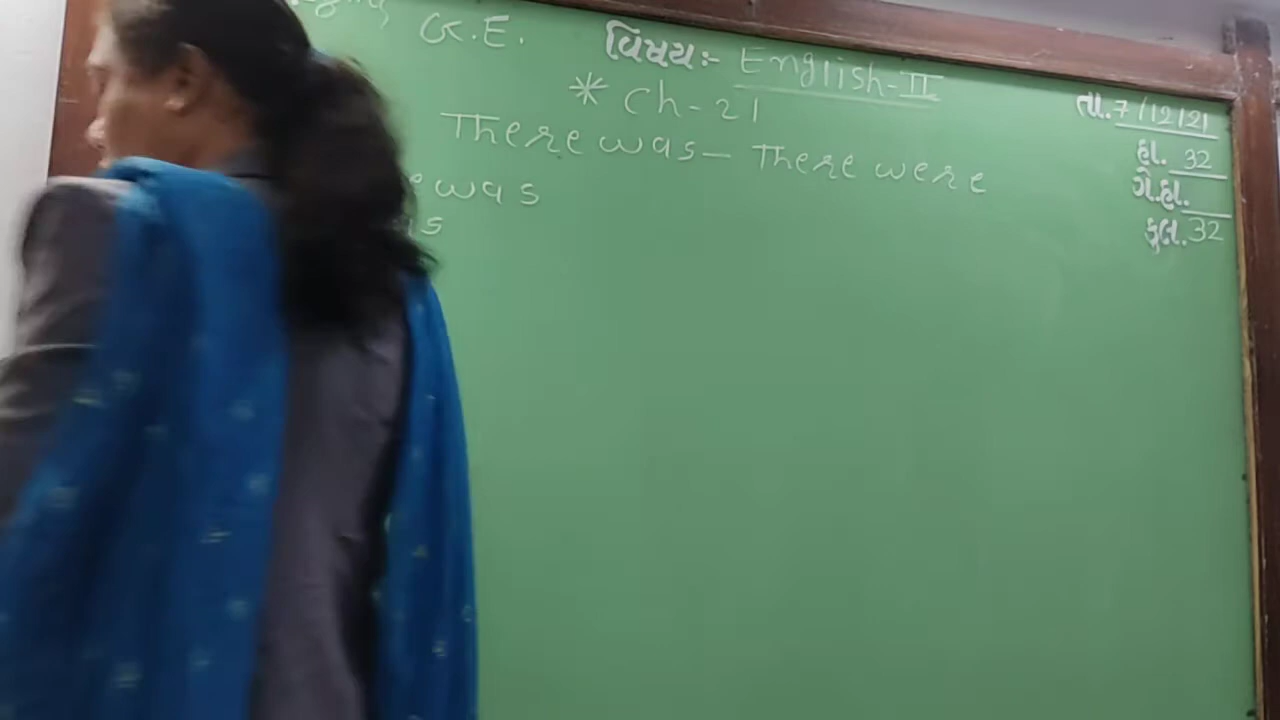 G.E.
વિષય:- English-II
* Ch-21
There was – There were
was
તા. 7/12/21
હા. 32
ગે.હા.
કુલ. 32